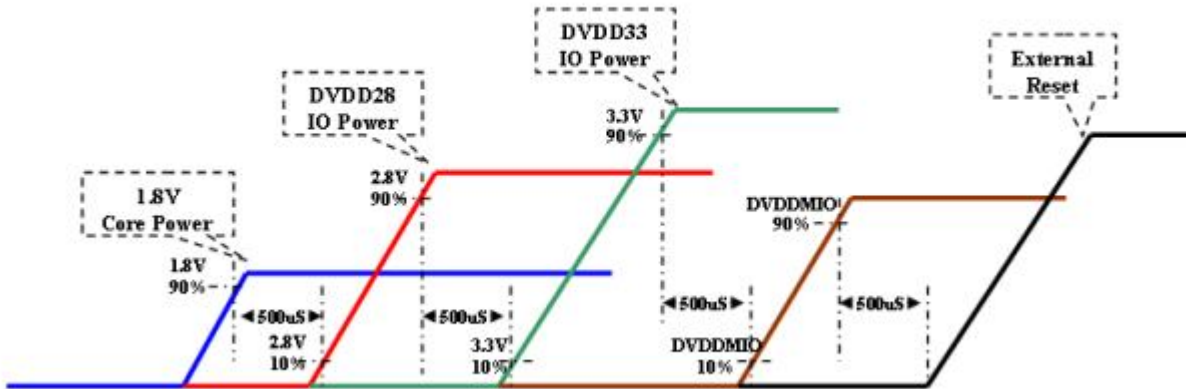 DVDD33
IO Power
External
Reset
DVDD28
IO Power
3.3V
90%
2.8V
90%
1.8V
Core Power
DVDDMIO
90%
1.8V
90%
500uS
500uS
500uS
500uS
2.8V
10%
3.3V
10%
DVDDMIO
10%